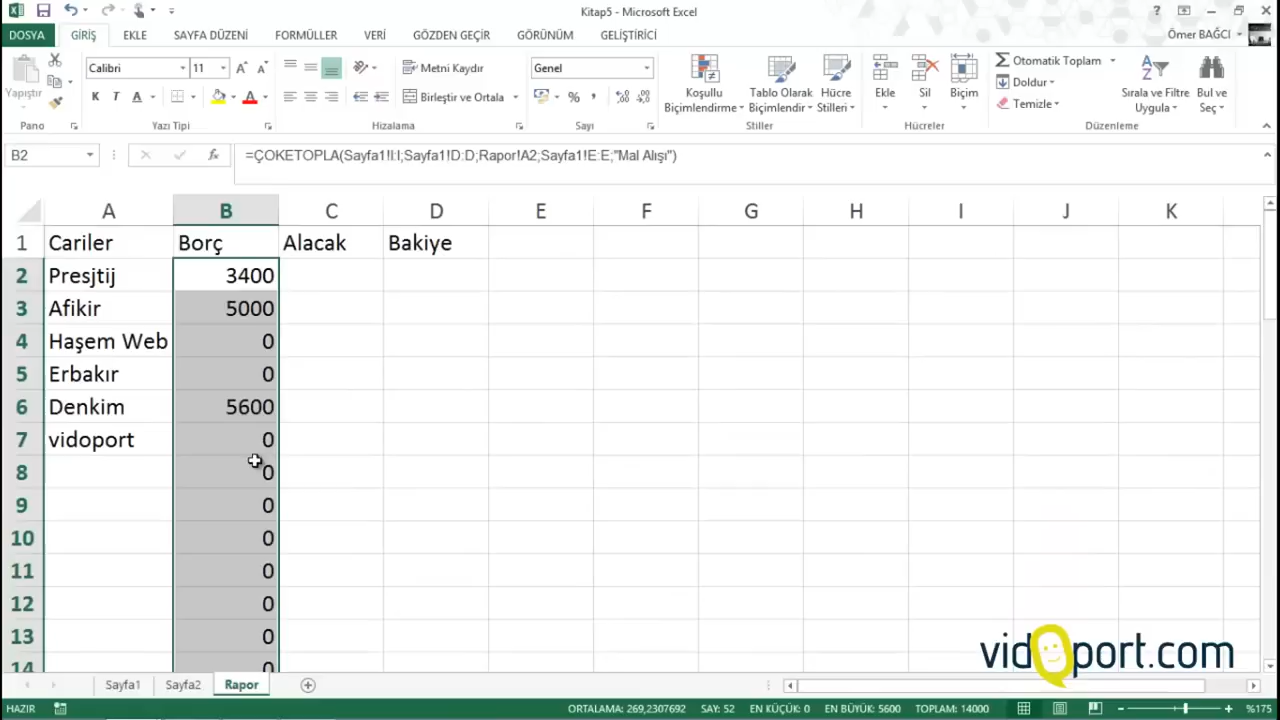 Kitap5 - Microsoft Excel
DOSYA GİRİŞ EKLE SAYFA DÜZENİ FORMÜLLER VERİ GÖZDEN GEÇİR GÖRÜNÜM GELİŞTİRİCİ Ömer BAĞCI
Yapıştır
Calibri 11
K T A
Metni Kaydır
Birleştir ve Ortala
Genel
Koşullu Biçimlendirme
Tablo Olarak Biçimlendir
Hücre Stilleri
Ekle Sil Biçim
Otomatik Toplam
Doldur
Temizle
Sırala ve Filtre Uygula
Bul ve Seç
Pano Yazı Tipi Hizalama Sayı Stiller Hücreler Düzenleme
B2 fx =ÇOKETOPLA(Sayfa1!I:I;Sayfa1!D:D;Rapor!A2;Sayfa1!E:E;"Mal Alışı")
A B C D E F G H I J K
1 Cariler Borç Alacak Bakiye
2 Presjtij 3400
3 Afikir 5000
4 Haşem Web 0
5 Erbakır 0
6 Denkim 5600
7 vidoport 0
8 0
9 0
10 0
11 0
12 0
13 0
14 0
vidoport.com
Sayfa1 Sayfa2 Rapor
HAZIR ORTALAMA: 269,2307692 SAY: 52 EN KÜÇÜK: 0 EN BÜYÜK: 5600 TOPLAM: 14000 %175